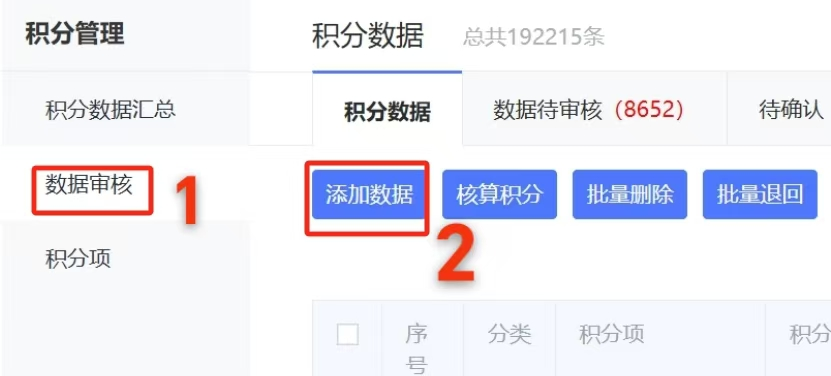 积分管理
积分数据 总共192215条
积分数据汇总
积分数据 数据待审核（8652） 待确认
数据审核 1
添加数据 核算积分 批量删除 批量退回
2
积分项
序号 分类 积分项 积分